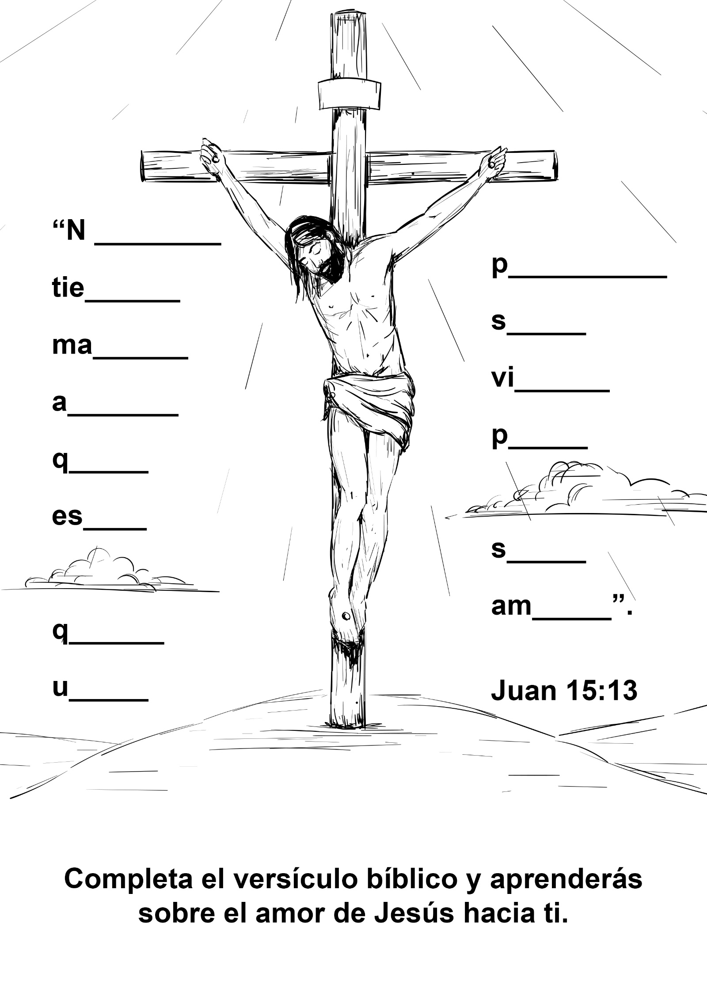 “N ________
tie______
ma______
a_______
q_____
es____
q______
u_____
p__________
s_____
vi______
p_____
s_____
am_____”.
Juan 15:13
Completa el versículo bíblico y aprenderás
sobre el amor de Jesús hacia ti.